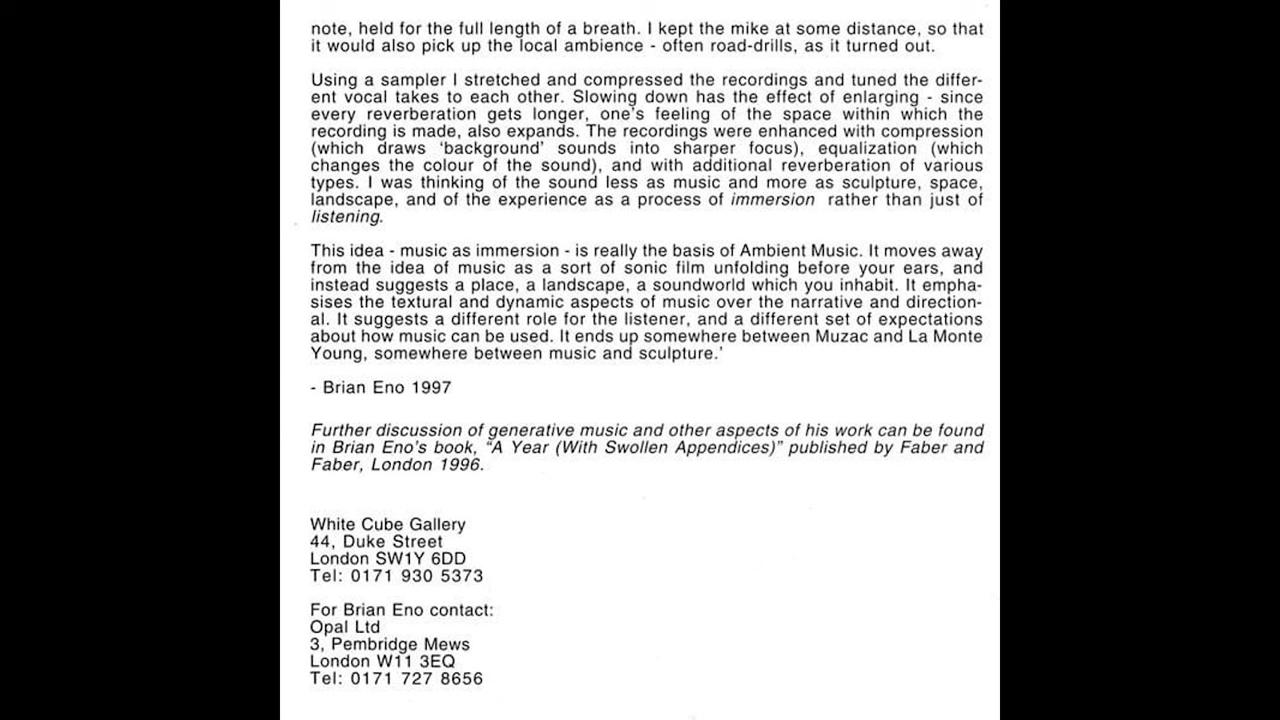 note, held for the full length of a breath. I kept the mike at some distance, so that
it would also pick up the local ambience - often road-drills, as it turned out.
Using a sampler I stretched and compressed the recordings and tuned the differ-
ent vocal takes to each other. Slowing down has the effect of enlarging - since
every reverberation gets longer, one's feeling of the space within which the
recording is made, also expands. The recordings were enhanced with compression
(which draws 'background' sounds into sharper focus), equalization (which
changes the colour of the sound), and with additional reverberation of various
types. I was thinking of the sound less as music and more as sculpture, space,
landscape, and of the experience as a process of immersion rather than just of
listening.
This idea - music as immersion - is really the basis of Ambient Music. It moves away
from the idea of music as a sort of sonic film unfolding before your ears, and
instead suggests a place, a landscape, a soundworld which you inhabit. It empha-
sises the textural and dynamic aspects of music over the narrative and direction-
al. It suggests a different role for the listener, and a different set of expectations
about how music can be used. It ends up somewhere between Muzac and La Monte
Young, somewhere between music and sculpture.'
- Brian Eno 1997
Further discussion of generative music and other aspects of his work can be found
in Brian Eno's book, "A Year (With Swollen Appendices)" published by Faber and
Faber, London 1996.
White Cube Gallery
44, Duke Street
London SW1Y 6DD
Tel: 0171 930 5373
For Brian Eno contact:
Opal Ltd
3, Pembridge Mews
London W11 3EQ
Tel: 0171 727 8656